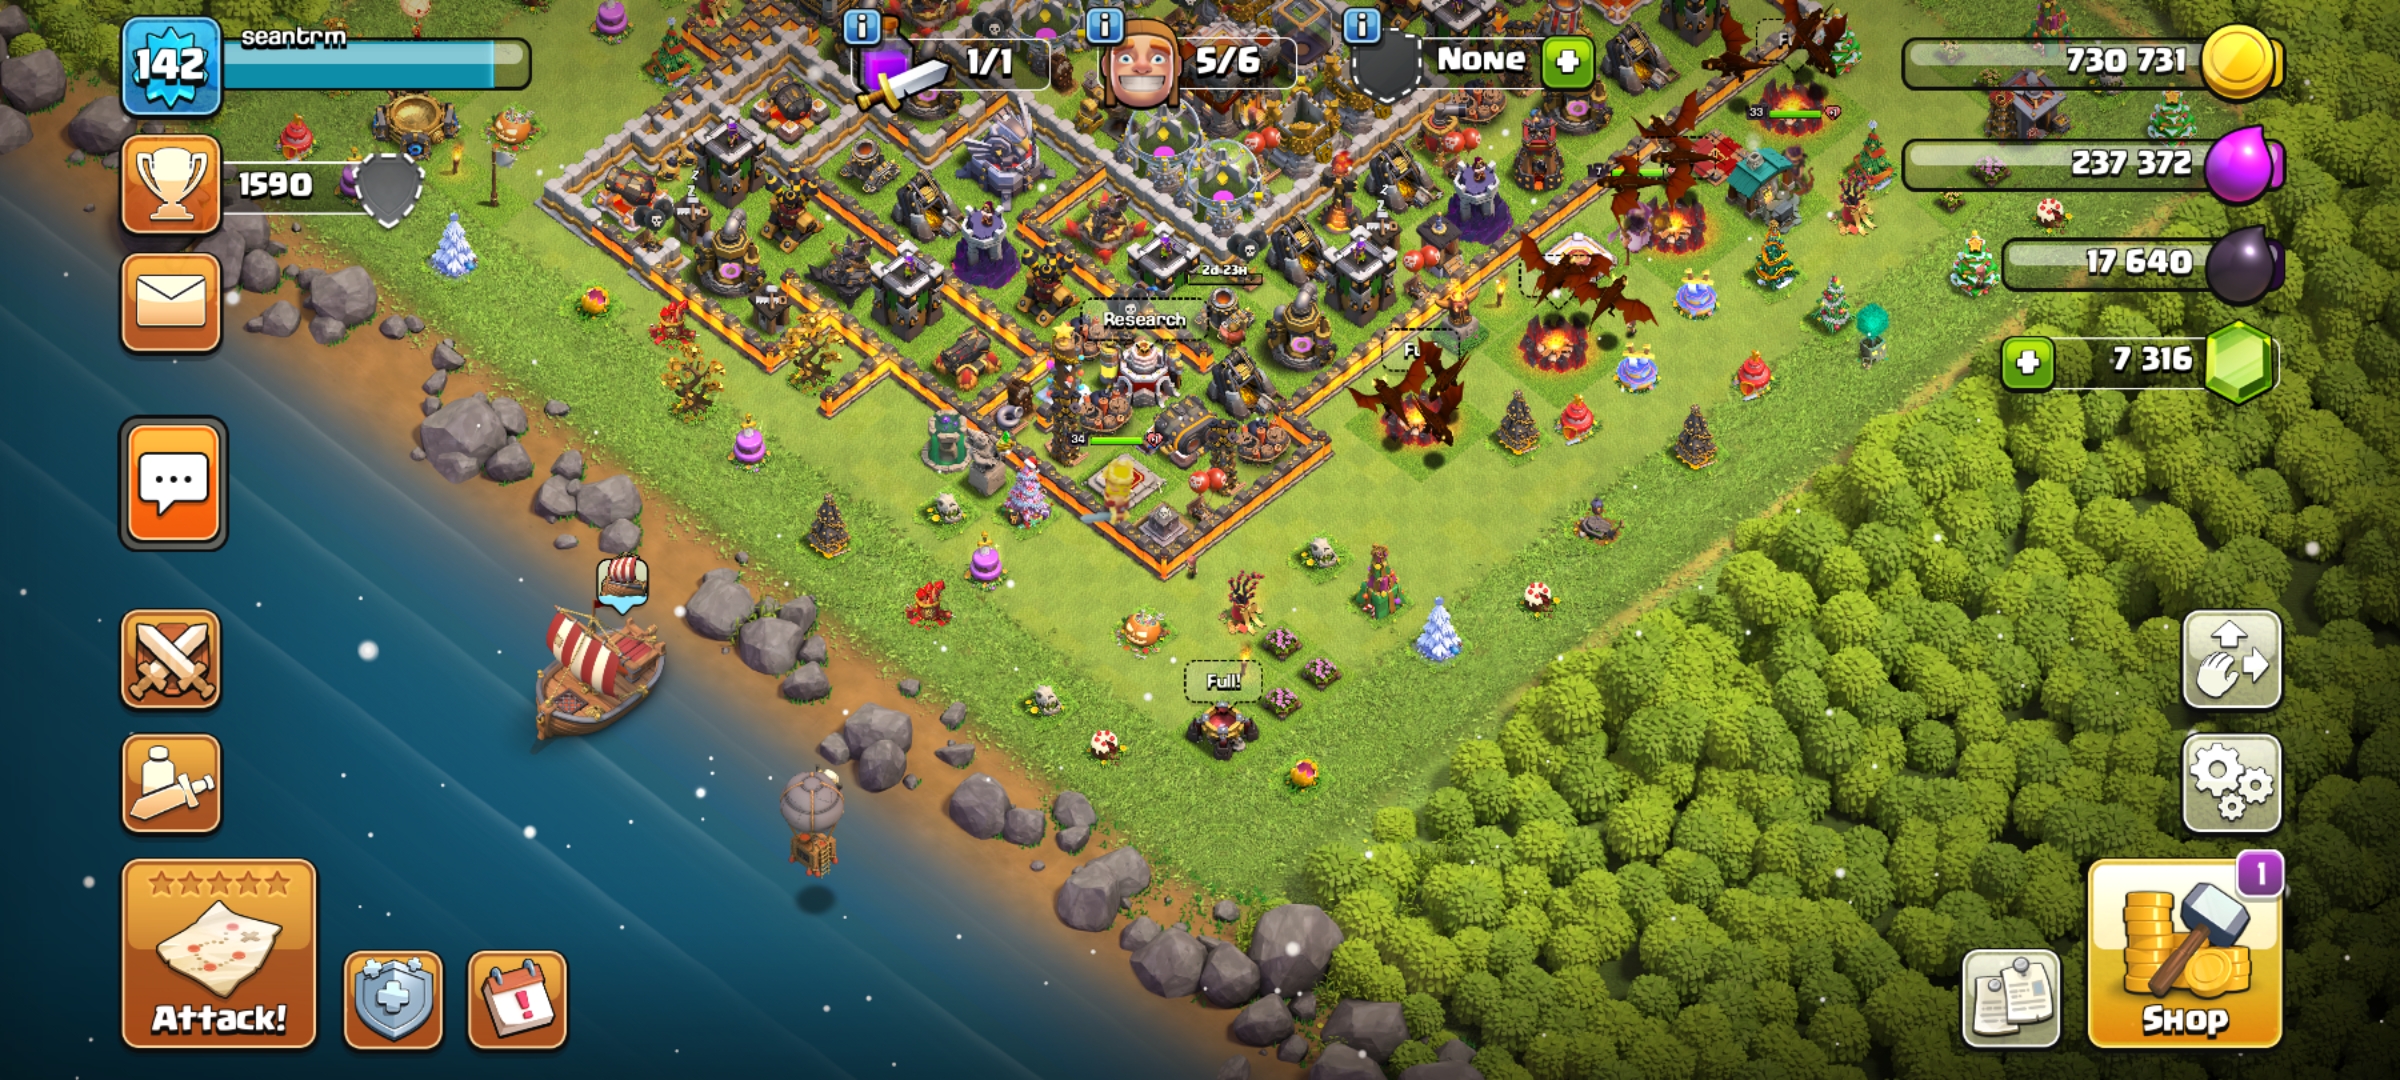 142
seantrm
1/1
5/6
None
730 731
1590
237 372
17 640
7 316
33
7
2d 23H
Research
34
Full!
Attack!
1
Shop